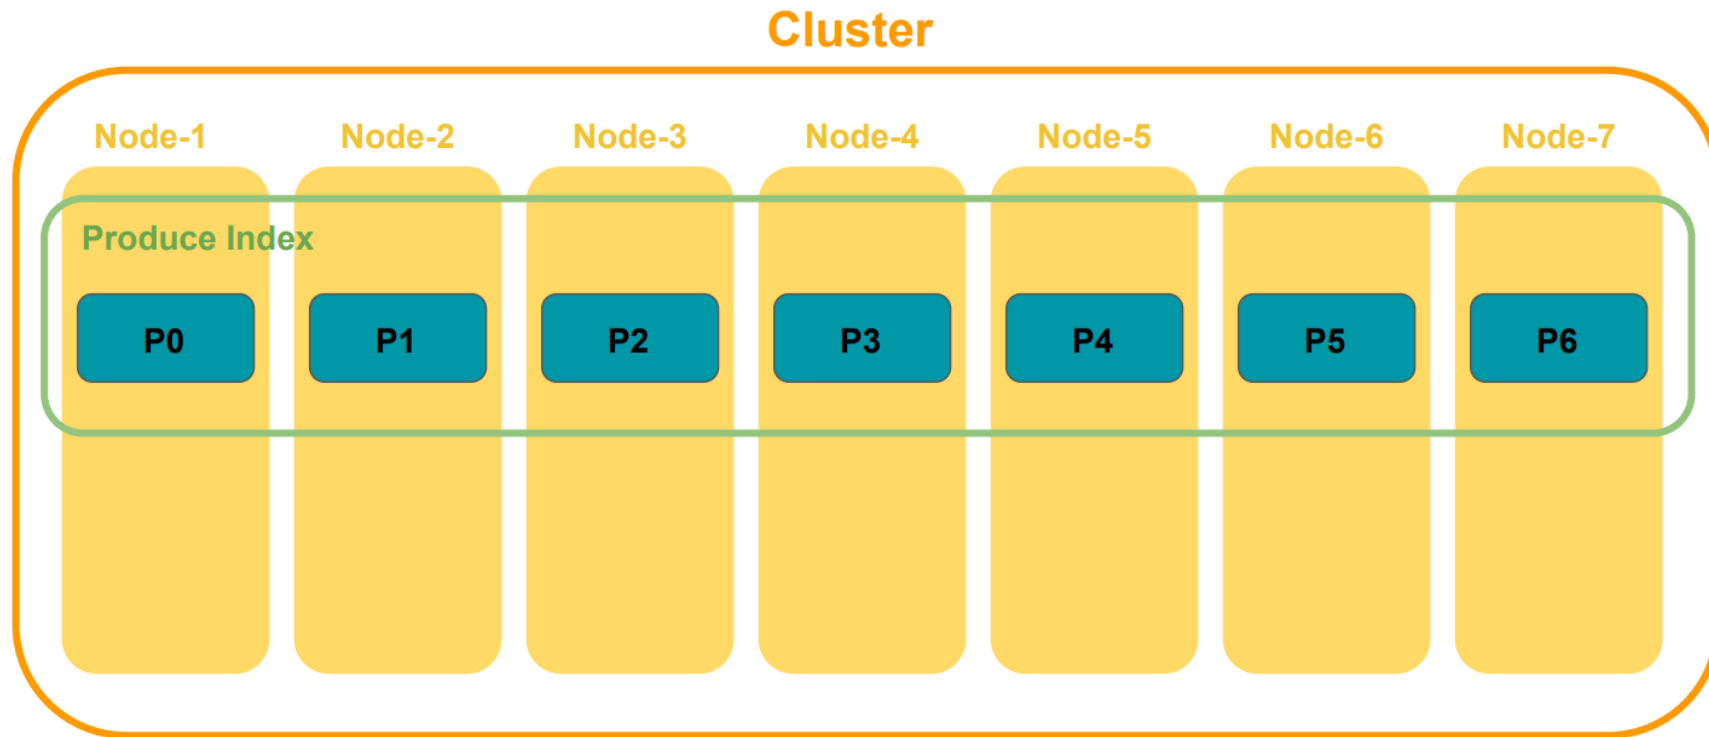 Cluster
Node-1 Node-2 Node-3 Node-4 Node-5 Node-6 Node-7
Produce Index
P0 P1 P2 P3 P4 P5 P6